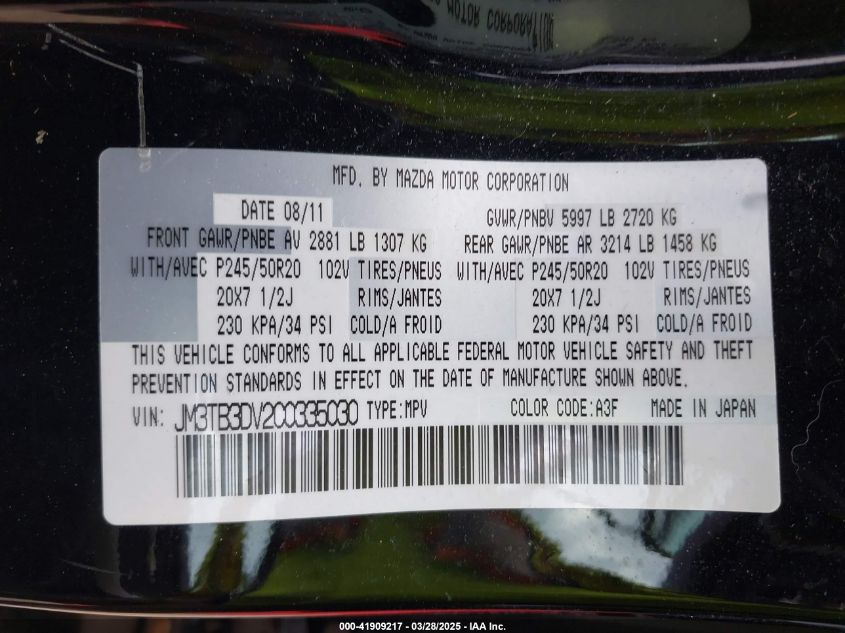 MFD. BY MAZDA MOTOR CORPORATION
DATE 08/11 GVWR/PNBV 5997 LB 2720 KG
FRONT GAWR/PNBE AV 2881 LB 1307 KG REAR GAWR/PNBE AR 3214 LB 1458 KG
WITH/AVEC P245/50R20 102V TIRES/PNEUS WITH/AVEC P245/50R20 102V TIRES/PNEUS
20X7 1/2J RIMS/JANTES 20X7 1/2J RIMS/JANTES
230 KPA/34 PSI COLD/A FROID 230 KPA/34 PSI COLD/A FROID
THIS VEHICLE CONFORMS TO ALL APPLICABLE FEDERAL MOTOR VEHICLE SAFETY AND THEFT
PREVENTION STANDARDS IN EFFECT ON THE DATE OF MANUFACTURE SHOWN ABOVE.
VIN: JM3TB3DV2C0335030 TYPE:MPV COLOR CODE:A3F MADE IN JAPAN
000-41909217 - 03/28/2025 - IAA Inc.